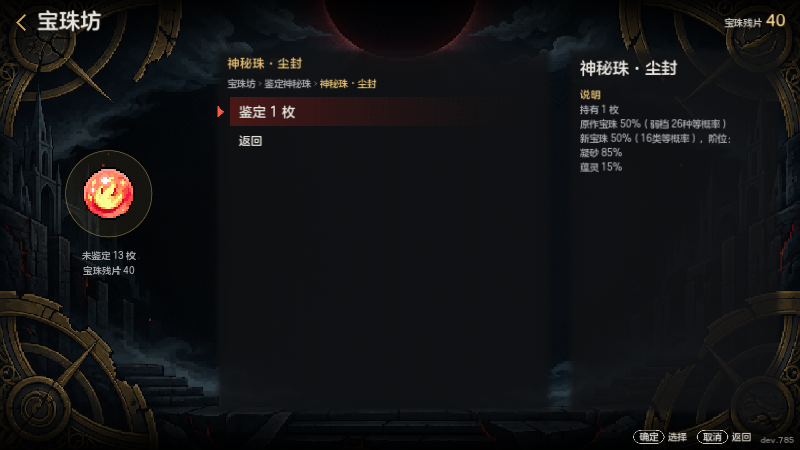 宝珠坊
宝珠残片 40
神秘珠·尘封
宝珠坊 › 鉴定神秘珠 › 神秘珠·尘封
鉴定 1 枚
返回
未鉴定 13 枚
宝珠残片 40
神秘珠·尘封
说明
持有 1 枚
原作宝珠 50%（弱档 26种等概率）
新宝珠 50%（16类等概率），阶位：
凝砂 85%
蕴灵 15%
确定 选择 取消 返回
dev.785